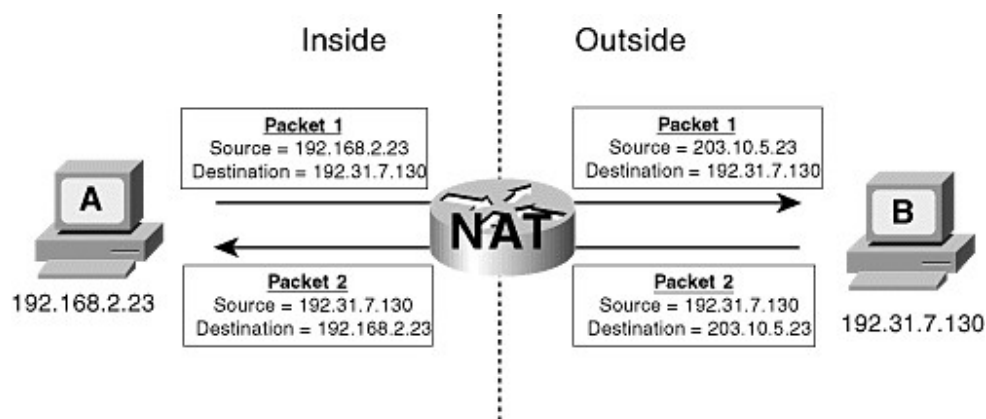 Inside
Outside
Packet 1
Source = 192.168.2.23
Destination = 192.31.7.130
Packet 1
Source = 203.10.5.23
Destination = 192.31.7.130
A
NAT
B
Packet 2
Source = 192.31.7.130
Destination = 192.168.2.23
Packet 2
Source = 192.31.7.130
Destination = 203.10.5.23
192.168.2.23
192.31.7.130